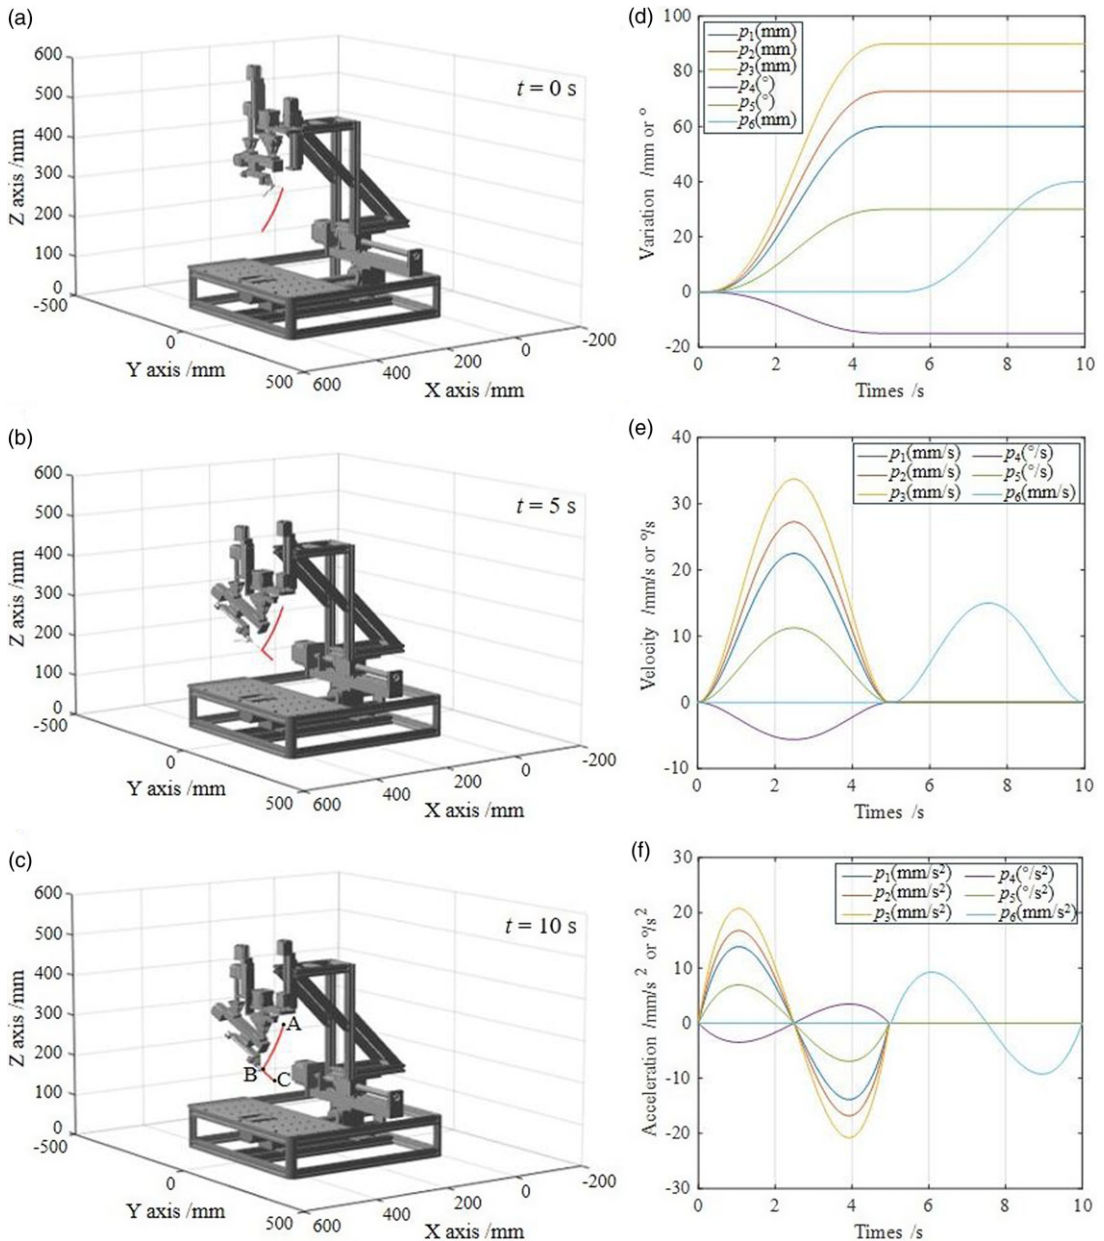 (a)
600
500
400
300
200
100
0
-500
Z axis /mm
t = 0 s
0
500
Y axis /mm
600
400
200
0
-200
X axis /mm
(d)
100
80
60
40
20
0
-20
Variation /mm or °
p1(mm)
p2(mm)
p3(mm)
p4(°)
p5(°)
p6(mm)
0 2 4 6 8 10
Times /s
(b)
600
500
400
300
200
100
0
-500
Z axis /mm
t = 5 s
0
500
Y axis /mm
600
400
200
0
-200
X axis /mm
(e)
40
30
20
10
0
-10
Velocity /mm/s or °/s
p1(mm/s) p4(°/s)
p2(mm/s) p5(°/s)
p3(mm/s) p6(mm/s)
0 2 4 6 8 10
Times /s
(c)
600
500
400
300
200
100
0
-500
Z axis /mm
t = 10 s
A
B
C
0
500
Y axis /mm
600
400
200
0
-200
X axis /mm
(f)
30
20
10
0
-10
-20
-30
Acceleration /mm/s² or °/s²
p1(mm/s²) p4(°/s²)
p2(mm/s²) p5(°/s²)
p3(mm/s²) p6(mm/s²)
0 2 4 6 8 10
Times /s